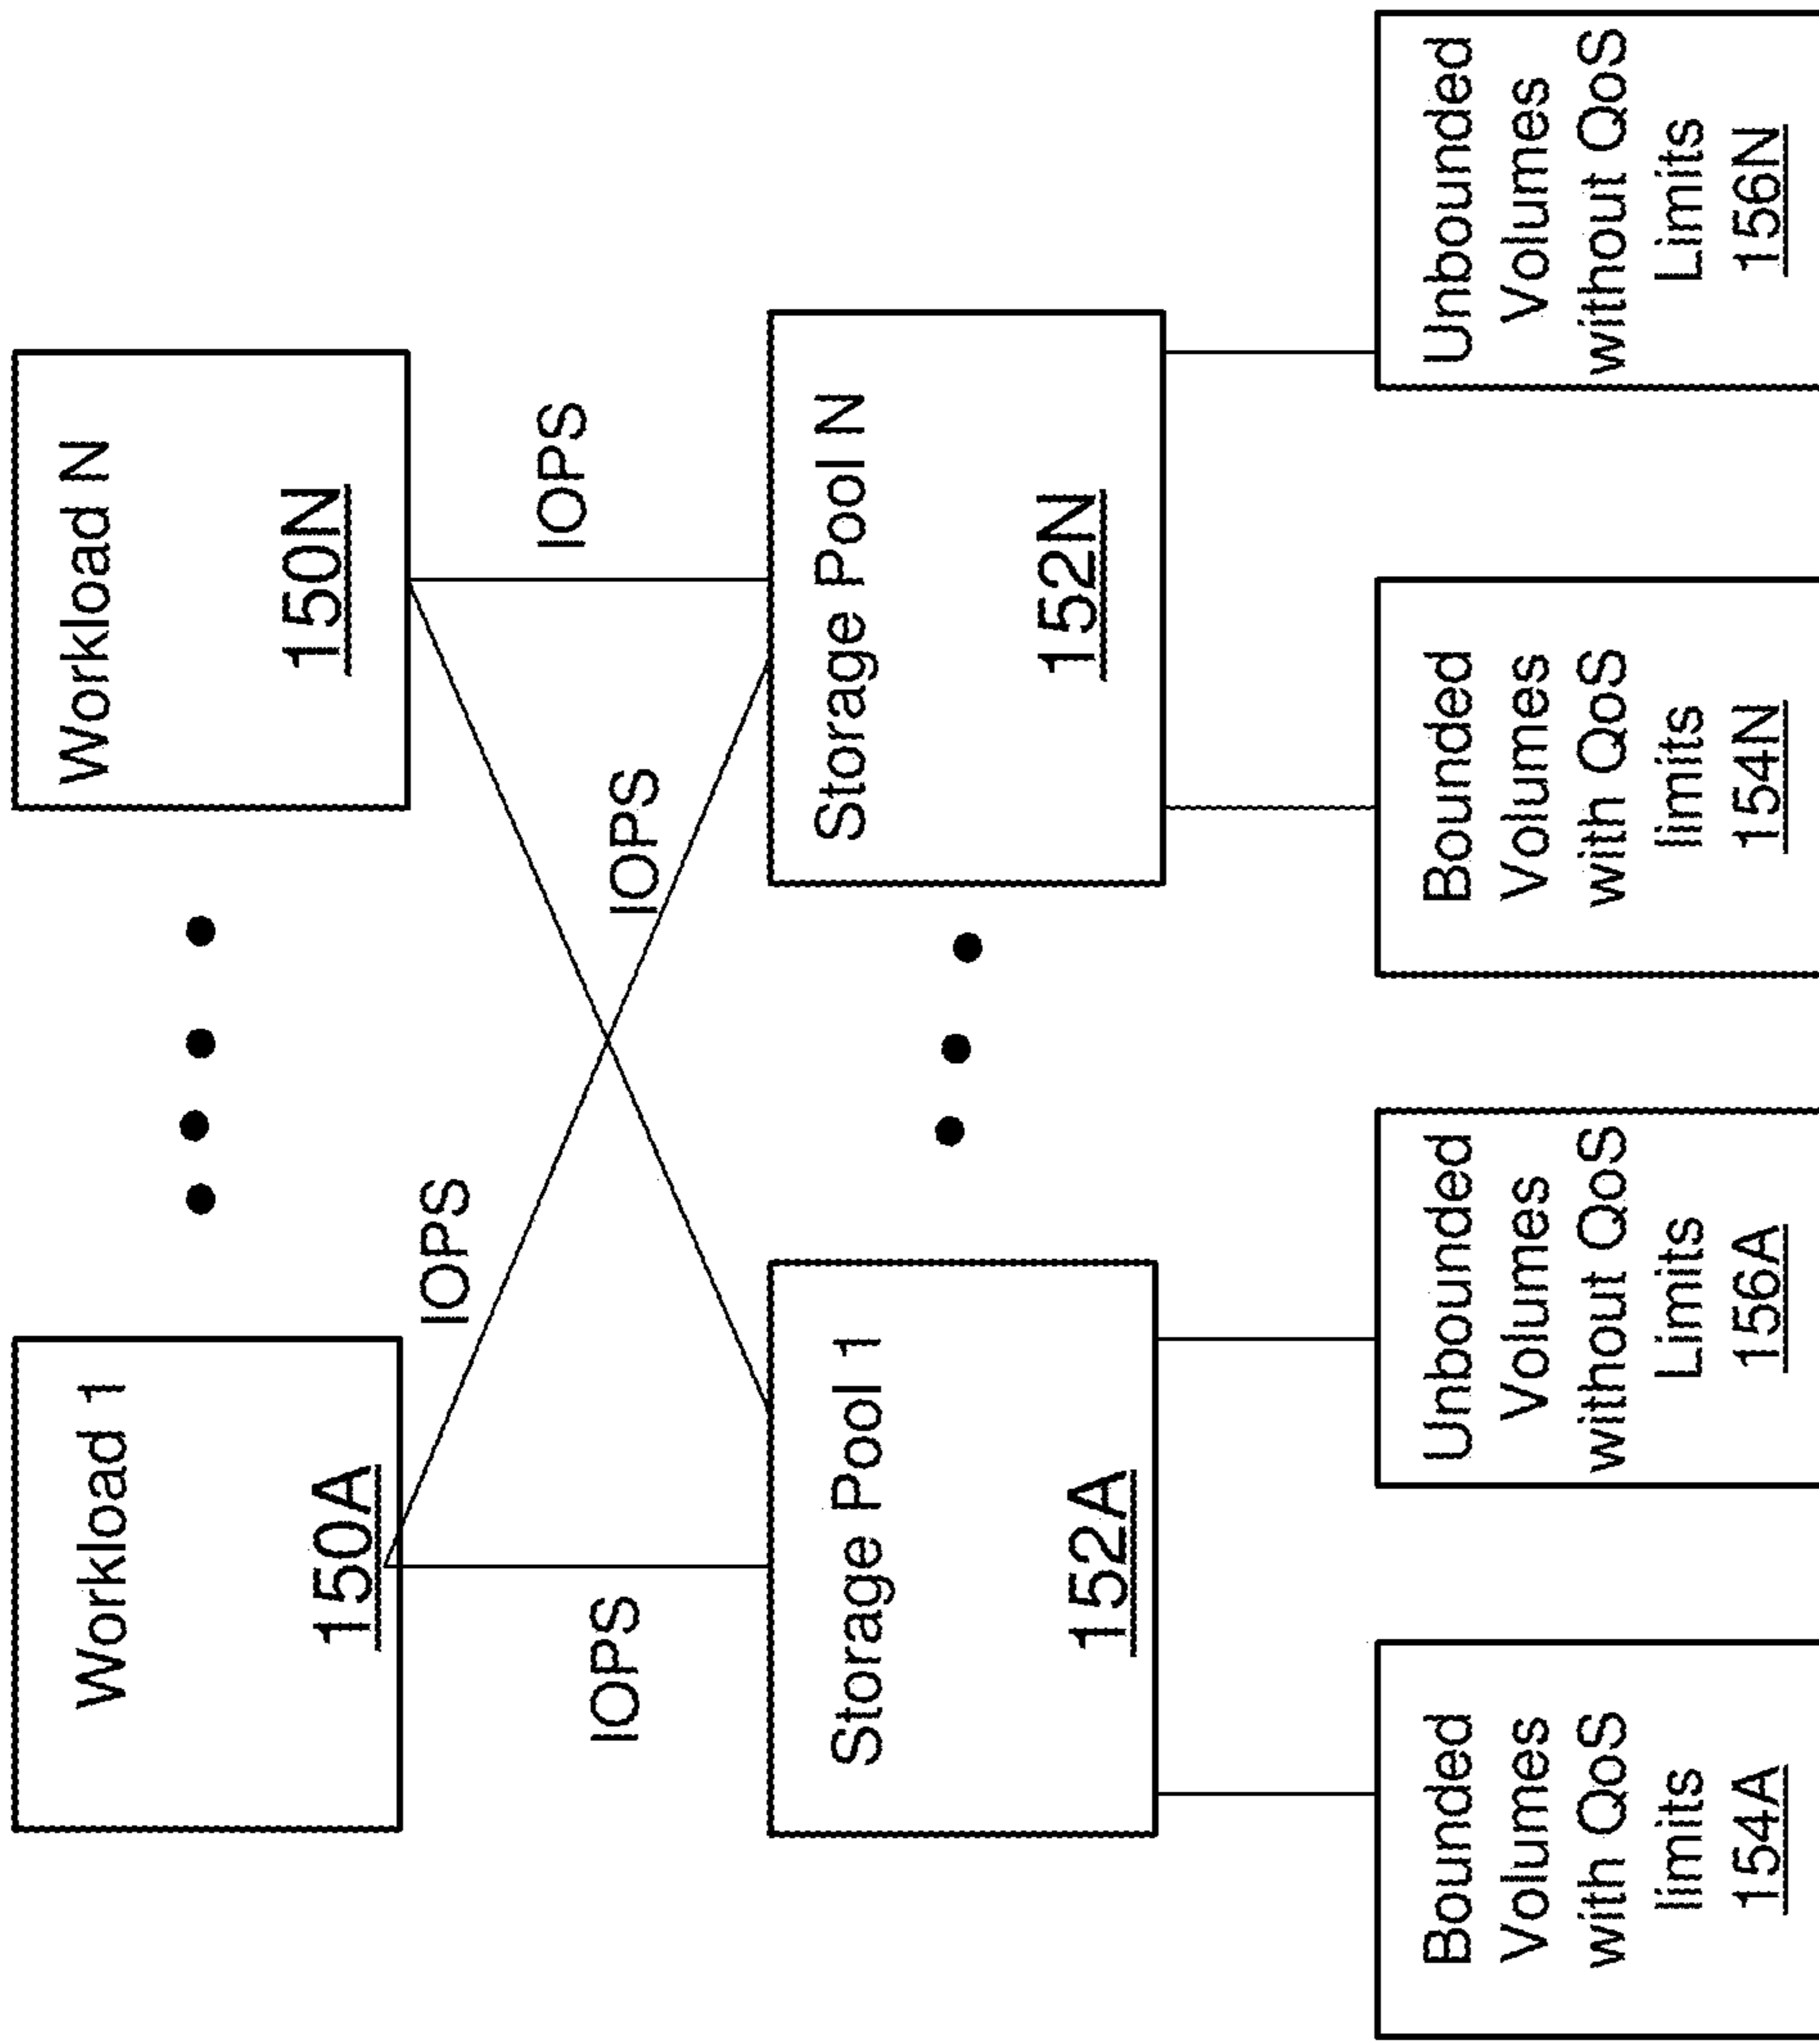 Workload 1
150A
Workload N
150N
IOPS
IOPS
IOPS
IOPS
Storage Pool 1
152A
Storage Pool N
152N
Bounded
Volumes
with QoS
limits
154A
Unbounded
Volumes
without QoS
Limits
156A
Bounded
Volumes
with QoS
limits
154N
Unbounded
Volumes
without QoS
Limits
156N